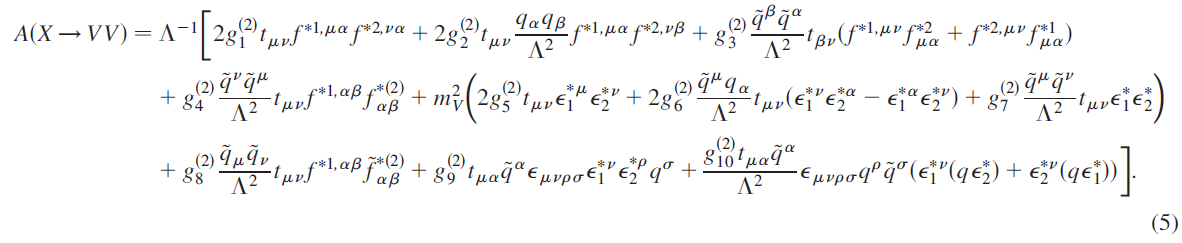 A(X → VV) = Λ^{-1}[2g_1^{(2)} t_{μν} f^{*1,μα} f^{*2,να} + 2g_2^{(2)} t_{μν} \frac{q_α q_β}{Λ^2} f^{*1,μα} f^{*2,νβ} + g_3^{(2)} \frac{\tilde{q}^β \tilde{q}^α}{Λ^2} t_{βν}(f^{*1,μν} f^{*2}_{μα} + f^{*2,μν} f^{*1}_{μα})
+ g_4^{(2)} \frac{\tilde{q}^ν \tilde{q}^μ}{Λ^2} t_{μν} f^{*1,αβ} f^{*(2)}_{αβ} + m_V^2(2g_5^{(2)} t_{μν} ϵ_1^{*μ} ϵ_2^{*ν} + 2g_6^{(2)} \frac{\tilde{q}^μ q_α}{Λ^2} t_{μν}(ϵ_1^{*ν} ϵ_2^{*α} − ϵ_1^{*α} ϵ_2^{*ν}) + g_7^{(2)} \frac{\tilde{q}^μ \tilde{q}^ν}{Λ^2} t_{μν} ϵ_1^* ϵ_2^*)
+ g_8^{(2)} \frac{\tilde{q}_μ \tilde{q}_ν}{Λ^2} t_{μν} f^{*1,αβ} \tilde{f}^{*(2)}_{αβ} + g_9^{(2)} t_{μα} \tilde{q}^α ϵ_{μνρσ} ϵ_1^{*ν} ϵ_2^{*ρ} q^σ + \frac{g_{10}^{(2)} t_{μα} \tilde{q}^α}{Λ^2} ϵ_{μνρσ} q^ρ \tilde{q}^σ(ϵ_1^{*ν}(qϵ_2^*) + ϵ_2^{*ν}(qϵ_1^*))].
(5)